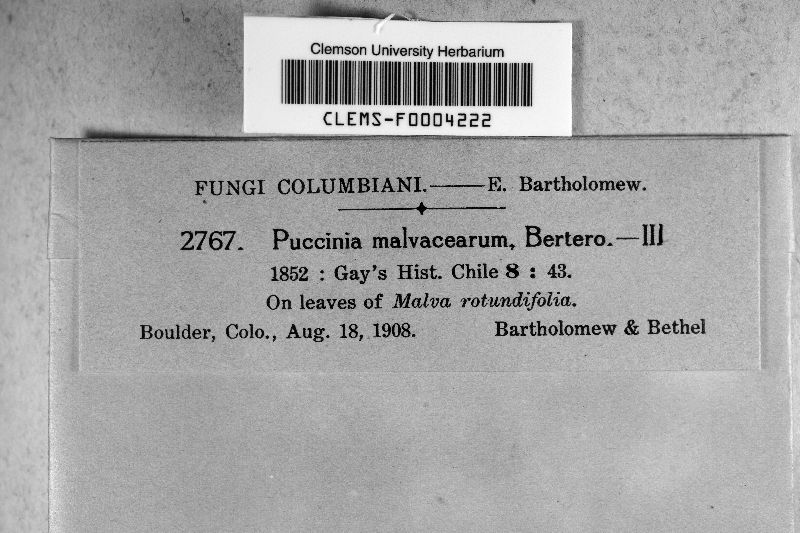 Clemson University Herbarium
CLEMS-F0004222
FUNGI COLUMBIANI.——E. Bartholomew.
2767. Puccinia malvacearum, Bertero.—III
1852 : Gay's Hist. Chile 8 : 43.
On leaves of Malva rotundifolia.
Boulder, Colo., Aug. 18, 1908. Bartholomew & Bethel